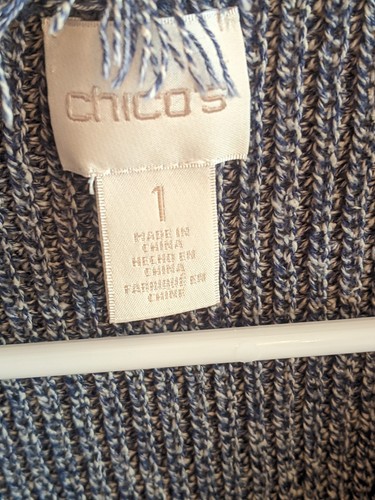 chico's
1
MADE IN
CHINA
HECHO EN
CHINA
FABRIQUÉ EN
CHINE